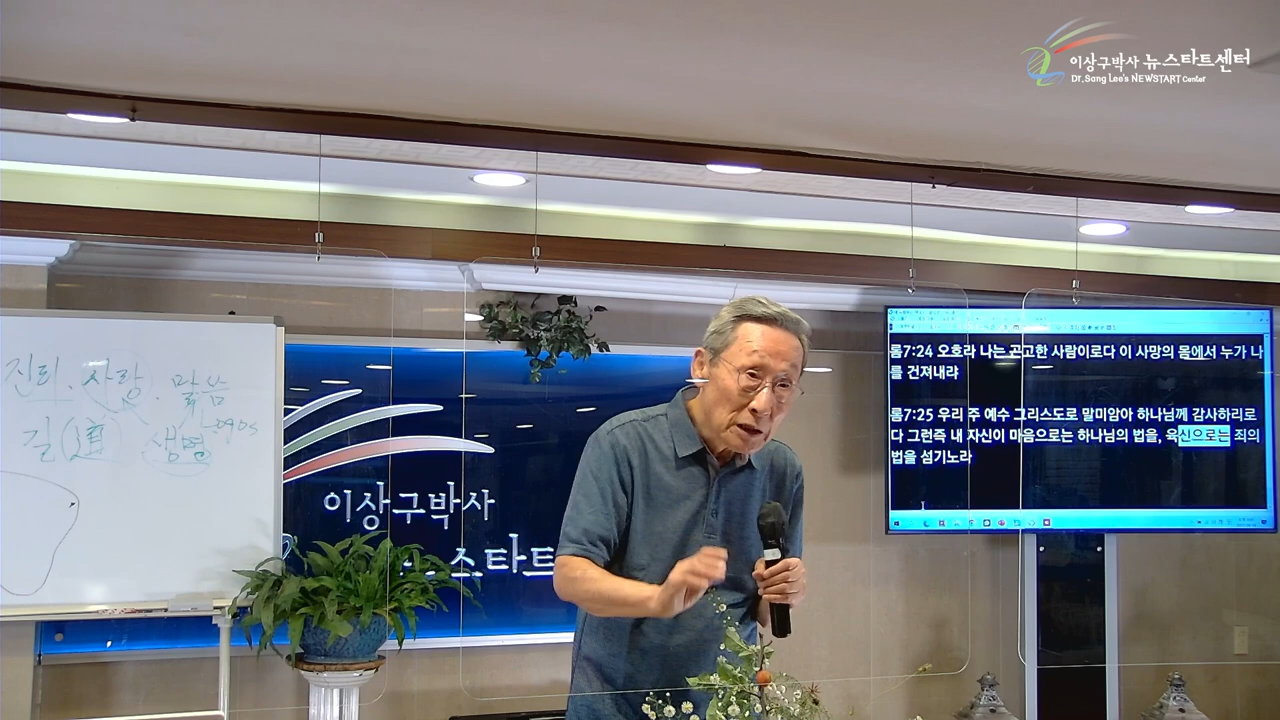 이상구박사 뉴스타트센터
Dr. Sang Lee's NEWSTART Center
진리. 사랑. 말씀
길(道) 생명 logos
이상구박사
스타트
롬7:24 오호라 나는 곤고한 사람이로다 이 사망의 몸에서 누가 나
를 건져내랴
롬7:25 우리 주 예수 그리스도로 말미암아 하나님께 감사하리로
다 그런즉 내 자신이 마음으로는 하나님의 법을, 육신으로는 죄의
법을 섬기노라